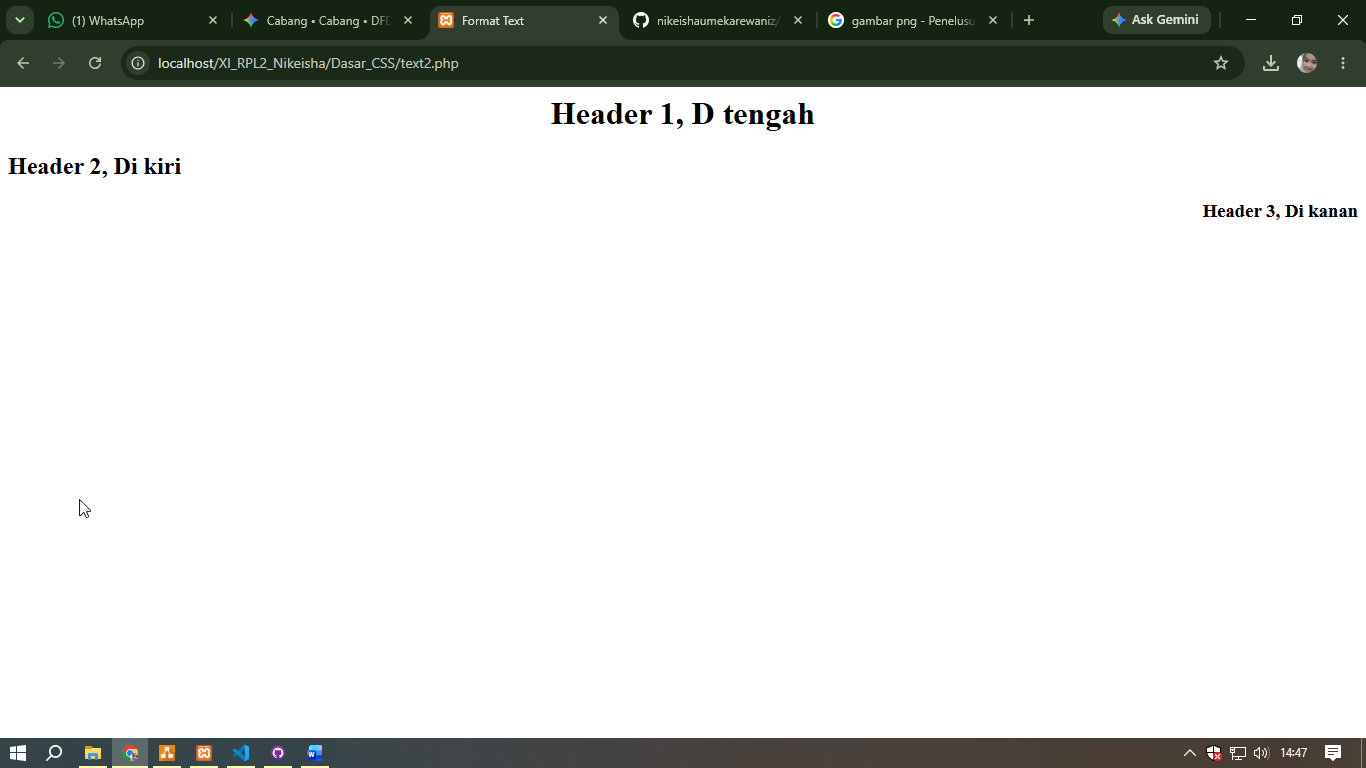 (1) WhatsApp
Cabang • Cabang • DFD
Format Text
nikeishaumekarewaniz/
gambar png - Penelusu
Ask Gemini
localhost/XI_RPL2_Nikeisha/Dasar_CSS/text2.php
Header 1, D tengah
Header 2, Di kiri
Header 3, Di kanan
14:47